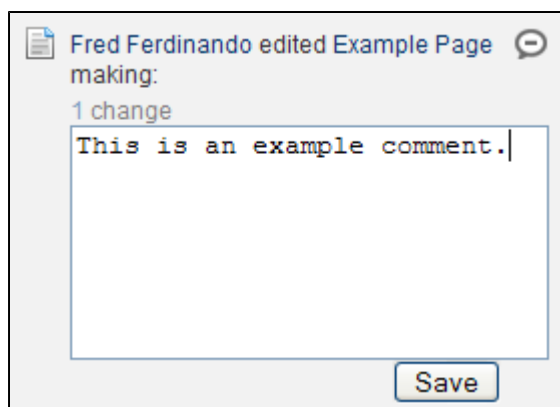 Fred Ferdinando edited Example Page
making:
1 change
This is an example comment.
Save